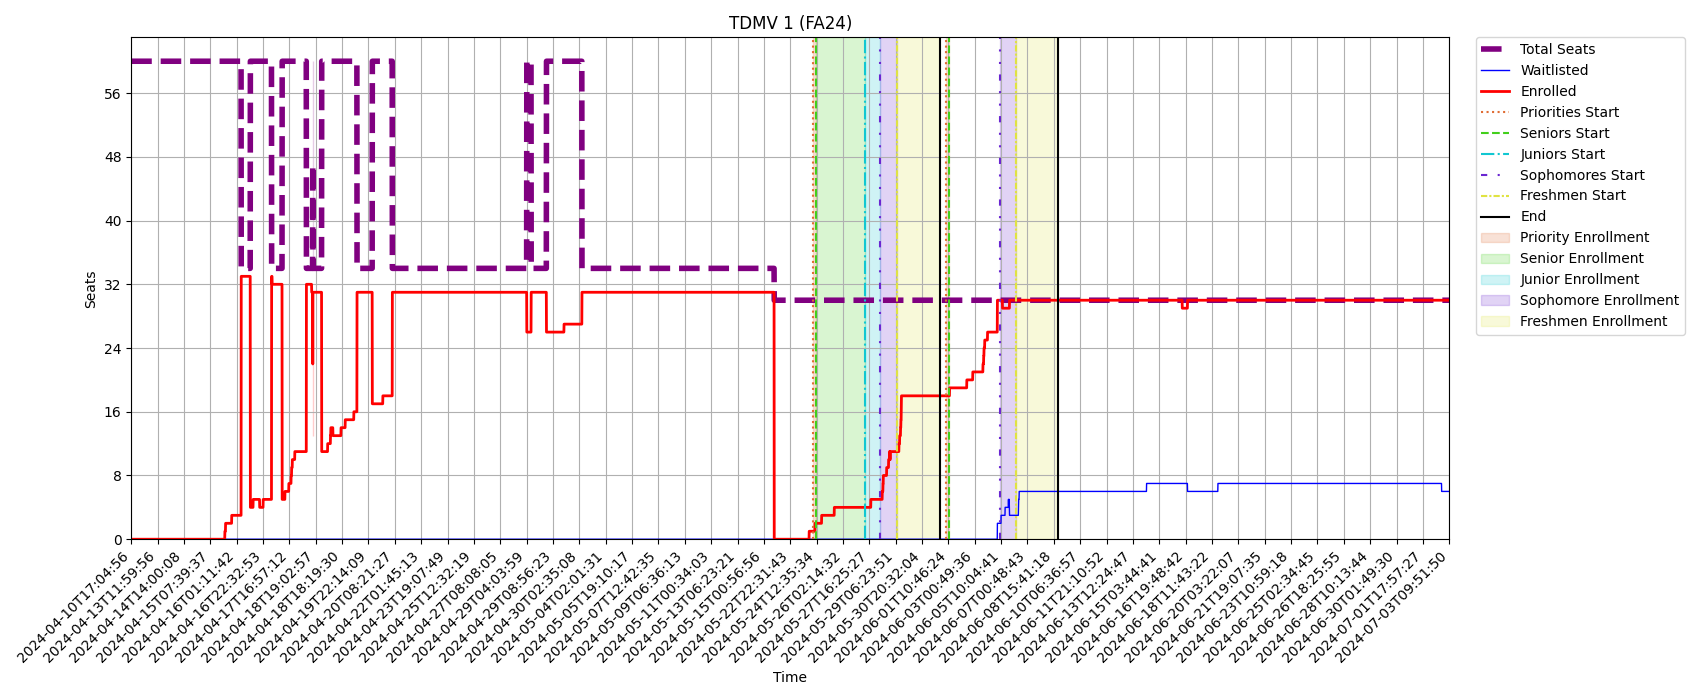 TDMV 1 (FA24)
Total Seats
Waitlisted
Enrolled
Priorities Start
Seniors Start
Juniors Start
Sophomores Start
Freshmen Start
End
Priority Enrollment
Senior Enrollment
Junior Enrollment
Sophomore Enrollment
Freshmen Enrollment
Seats
56
48
40
32
24
16
8
0
2024-04-10T17:04:56
2024-04-13T11:59:56
2024-04-14T14:00:08
2024-04-15T07:39:37
2024-04-16T01:11:42
2024-04-16T22:32:53
2024-04-17T16:57:12
2024-04-18T19:02:57
2024-04-18T18:19:30
2024-04-19T22:14:09
2024-04-20T08:21:27
2024-04-22T01:45:13
2024-04-23T19:07:49
2024-04-25T12:32:19
2024-04-27T08:08:05
2024-04-29T04:03:59
2024-04-29T08:56:23
2024-04-30T02:35:08
2024-05-04T02:01:31
2024-05-05T19:10:17
2024-05-07T12:42:35
2024-05-09T06:36:13
2024-05-11T00:34:03
2024-05-13T06:23:21
2024-05-15T00:56:56
2024-05-22T22:31:43
2024-05-24T12:35:34
2024-05-26T02:14:32
2024-05-27T16:25:27
2024-05-29T06:23:51
2024-05-30T20:32:04
2024-06-01T10:46:24
2024-06-03T00:49:36
2024-06-05T10:04:41
2024-06-07T00:48:43
2024-06-08T15:41:18
2024-06-10T06:36:57
2024-06-11T21:10:52
2024-06-13T12:24:47
2024-06-15T03:44:41
2024-06-16T19:48:42
2024-06-18T11:43:22
2024-06-20T03:22:07
2024-06-21T19:07:35
2024-06-23T10:59:18
2024-06-25T02:34:45
2024-06-26T18:25:55
2024-06-28T10:13:44
2024-06-30T01:49:30
2024-07-01T17:57:27
2024-07-03T09:51:50
Time